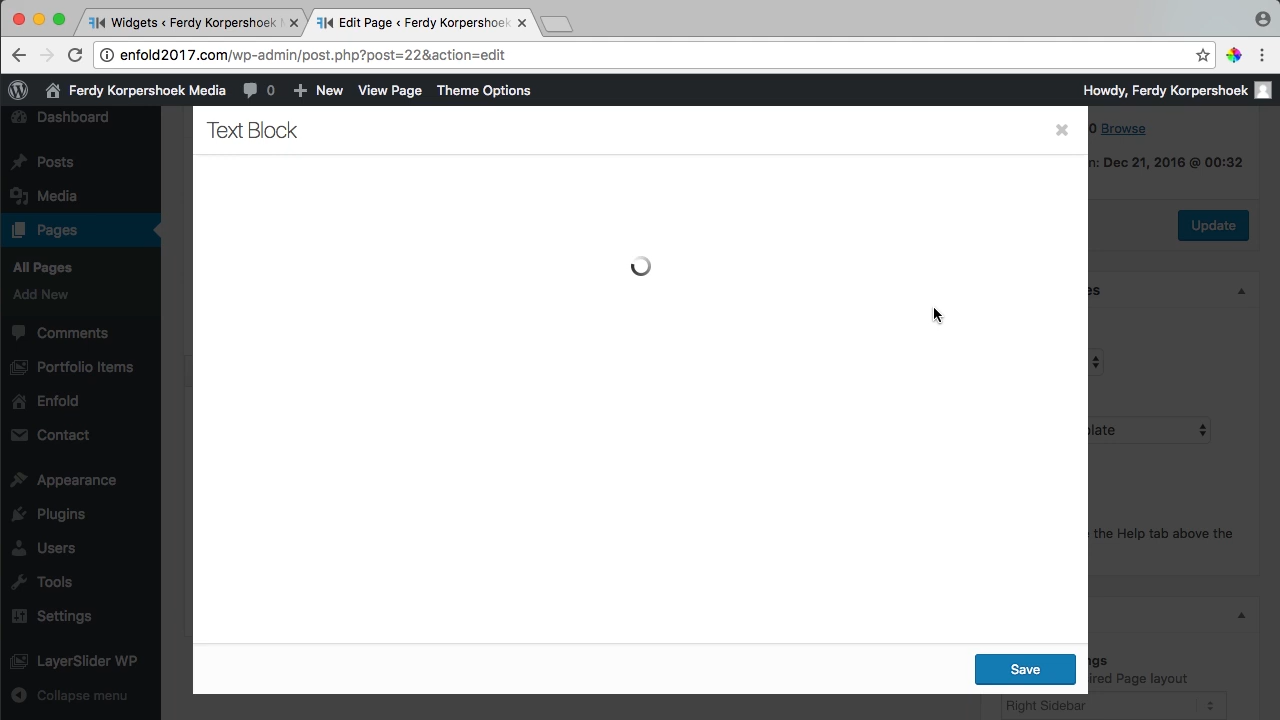 Widgets ‹ Ferdy Korpershoek M
Edit Page ‹ Ferdy Korpershoek
enfold2017.com/wp-admin/post.php?post=22&action=edit
Ferdy Korpershoek Media 0 New View Page Theme Options Howdy, Ferdy Korpershoek
Dashboard
Posts
Media
Pages
All Pages
Add New
Comments
Portfolio Items
Enfold
Contact
Appearance
Plugins
Users
Tools
Settings
LayerSlider WP
Collapse menu
Text Block
Save
0 Browse
n: Dec 21, 2016 @ 00:32
Update
es
late
the Help tab above the
ngs
ired Page layout
Right Sidebar